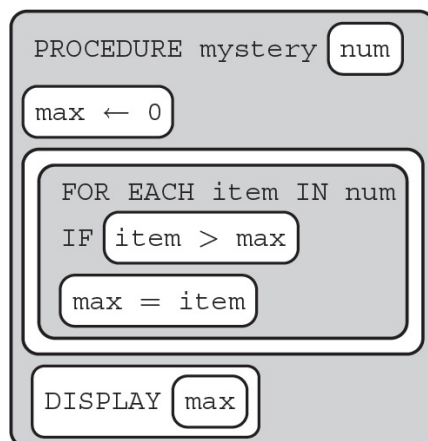 PROCEDURE mystery num
max ← 0
FOR EACH item IN num
IF item > max
max = item
DISPLAY max